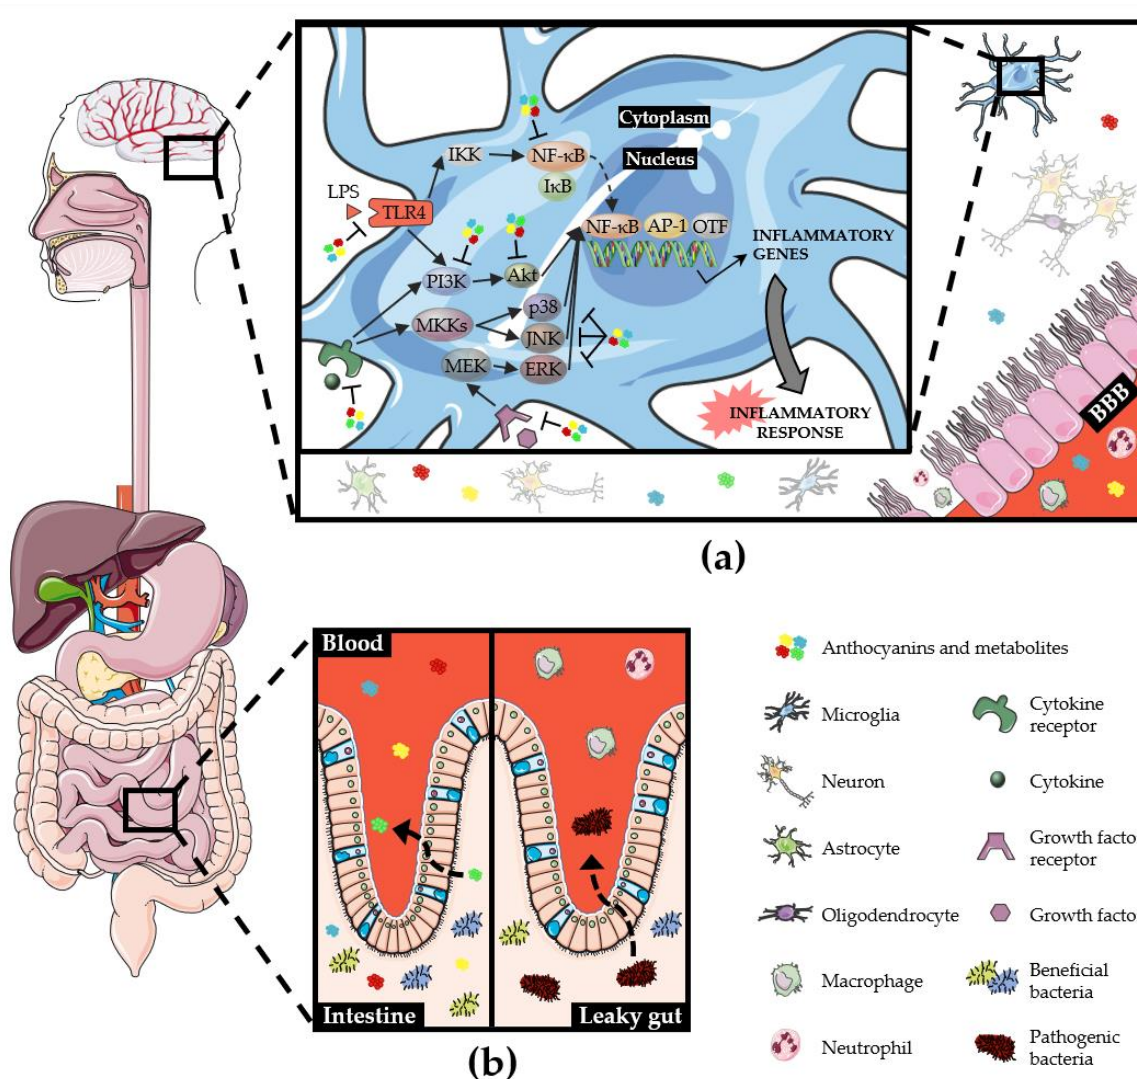 Cytoplasm
Nucleus
IKK
NF-κB
IκB
LPS
TLR4
NF-κB AP-1 OTF
INFLAMMATORY
GENES
PI3K
Akt
p38
MKKs
JNK
MEK
ERK
INFLAMMATORY
RESPONSE
BBB
(a)
Blood
Intestine
Leaky gut
(b)
Anthocyanins and metabolites
Microglia
Cytokine
receptor
Neuron
Cytokine
Astrocyte
Growth facto
receptor
Oligodendrocyte
Growth facto
Macrophage
Beneficial
bacteria
Neutrophil
Pathogenic
bacteria